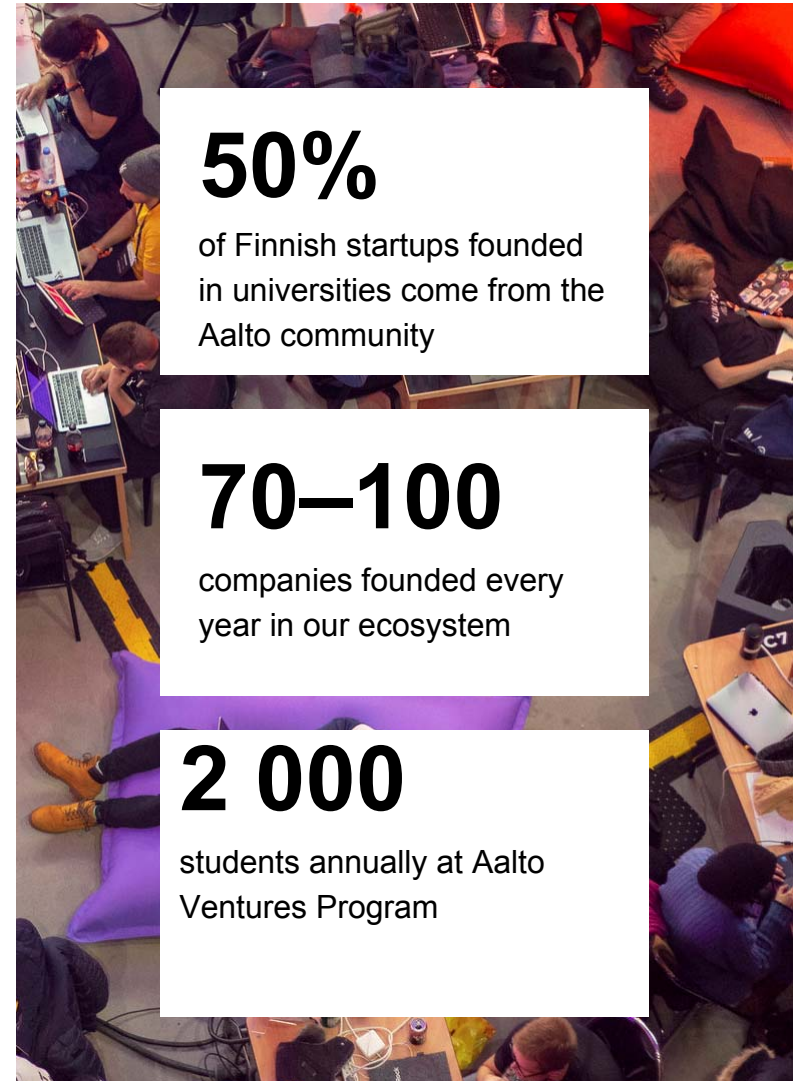 50%
of Finnish startups founded
in universities come from the
Aalto community
70–100
companies founded every
year in our ecosystem
C7
2 000
students annually at Aalto
Ventures Program